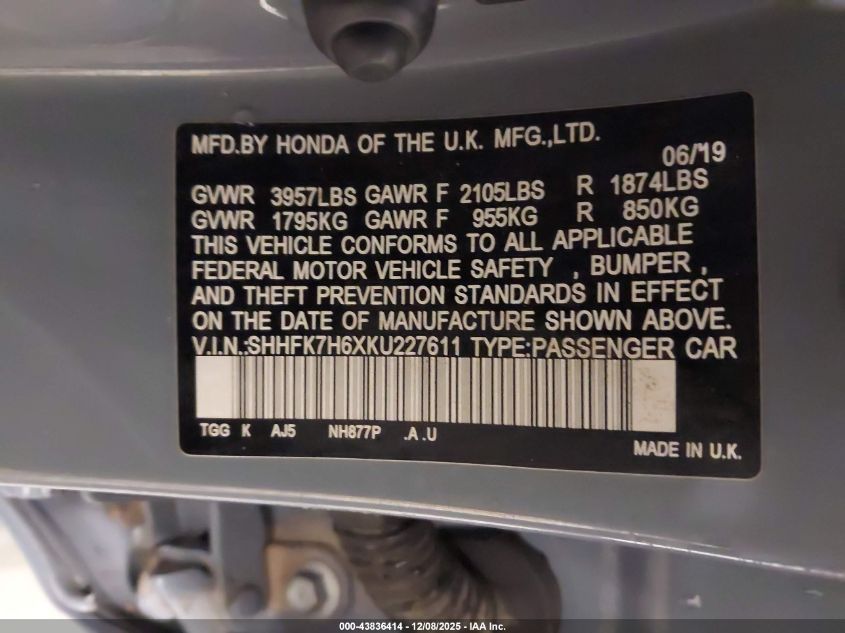 MFD.BY HONDA OF THE U.K. MFG.,LTD.
06/19
GVWR 3957LBS GAWR F 2105LBS R 1874LBS
GVWR 1795KG GAWR F 955KG R 850KG
THIS VEHICLE CONFORMS TO ALL APPLICABLE
FEDERAL MOTOR VEHICLE SAFETY , BUMPER ,
AND THEFT PREVENTION STANDARDS IN EFFECT
ON THE DATE OF MANUFACTURE SHOWN ABOVE.
V.I.N.:SHHFK7H6XKU227611 TYPE:PASSENGER CAR
TGG K AJ5 NH877P .A .U
MADE IN U.K.
000-43836414 - 12/08/2025 - IAA Inc.